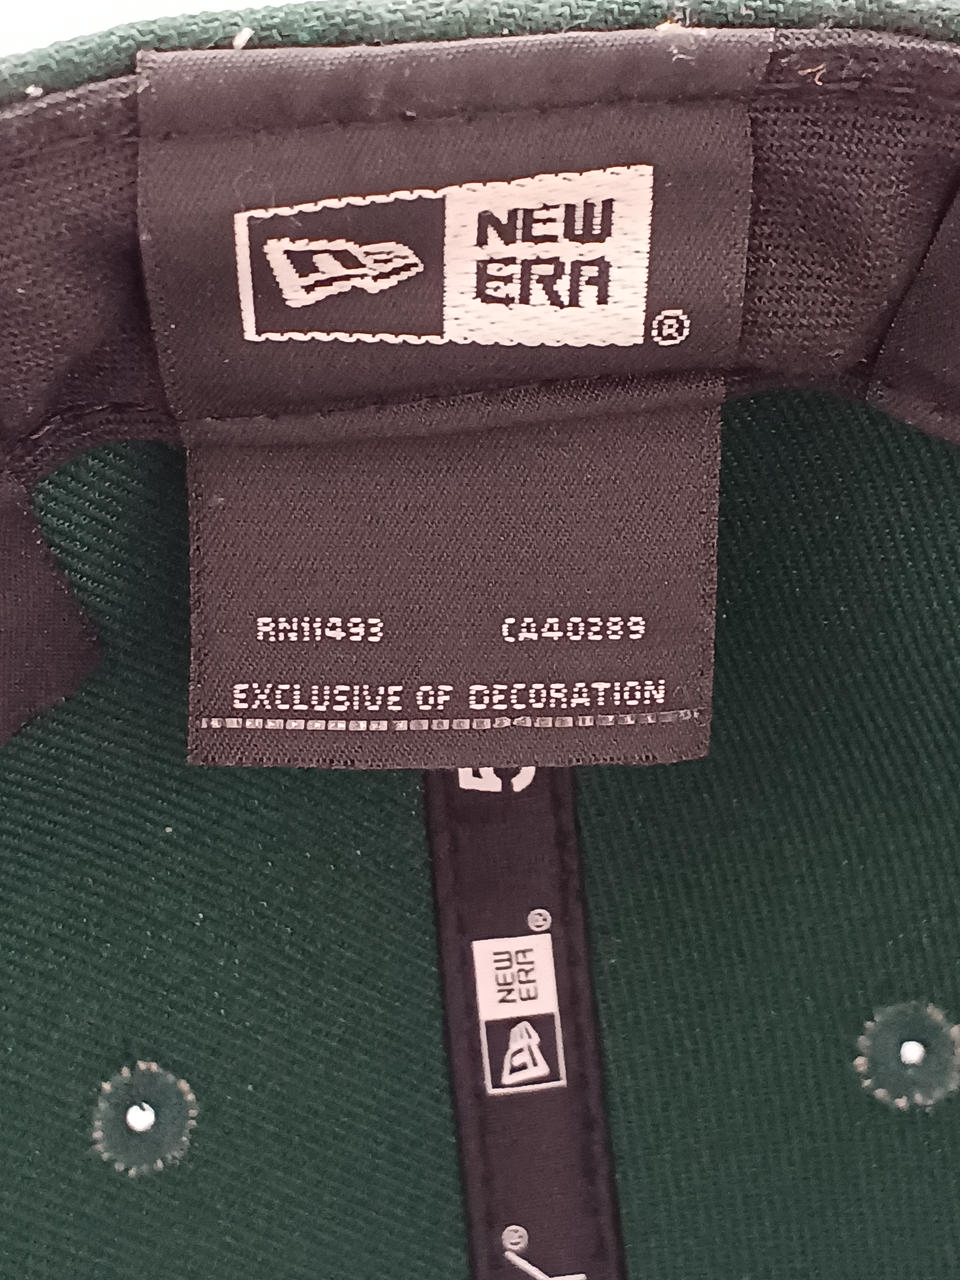 NEW
ERA
®
RN11493 CA40289
EXCLUSIVE OF DECORATION
®
NEW
ERA
®